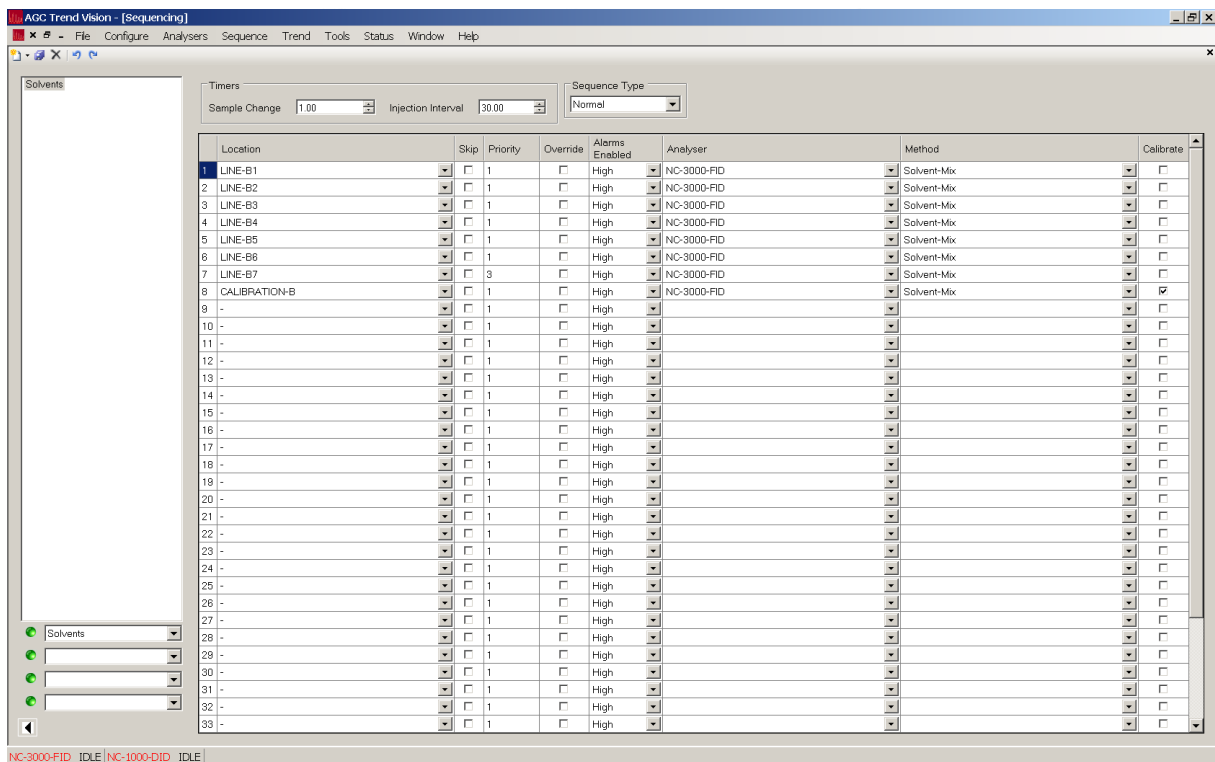 AGC Trend Vision - [Sequencing]
File Configure Analysers Sequence Trend Tools Status Window Help
Solvents
Timers
Sample Change 1.00 Injection Interval 30.00
Sequence Type
Normal
Location Skip Priority Override Alarms Enabled Analyser Method Calibrate
1 LINE-B1 1 High NC-3000-FID Solvent-Mix
2 LINE-B2 1 High NC-3000-FID Solvent-Mix
3 LINE-B3 1 High NC-3000-FID Solvent-Mix
4 LINE-B4 1 High NC-3000-FID Solvent-Mix
5 LINE-B5 1 High NC-3000-FID Solvent-Mix
6 LINE-B6 1 High NC-3000-FID Solvent-Mix
7 LINE-B7 3 High NC-3000-FID Solvent-Mix
8 CALIBRATION-B 1 High NC-3000-FID Solvent-Mix
9 - 1 High
10 - 1 High
11 - 1 High
12 - 1 High
13 - 1 High
14 - 1 High
15 - 1 High
16 - 1 High
17 - 1 High
18 - 1 High
19 - 1 High
20 - 1 High
21 - 1 High
22 - 1 High
23 - 1 High
24 - 1 High
25 - 1 High
26 - 1 High
27 - 1 High
28 - 1 High
29 - 1 High
30 - 1 High
31 - 1 High
32 - 1 High
33 - 1 High
Solvents
NC-3000-FID IDLE NC-1000-DID IDLE